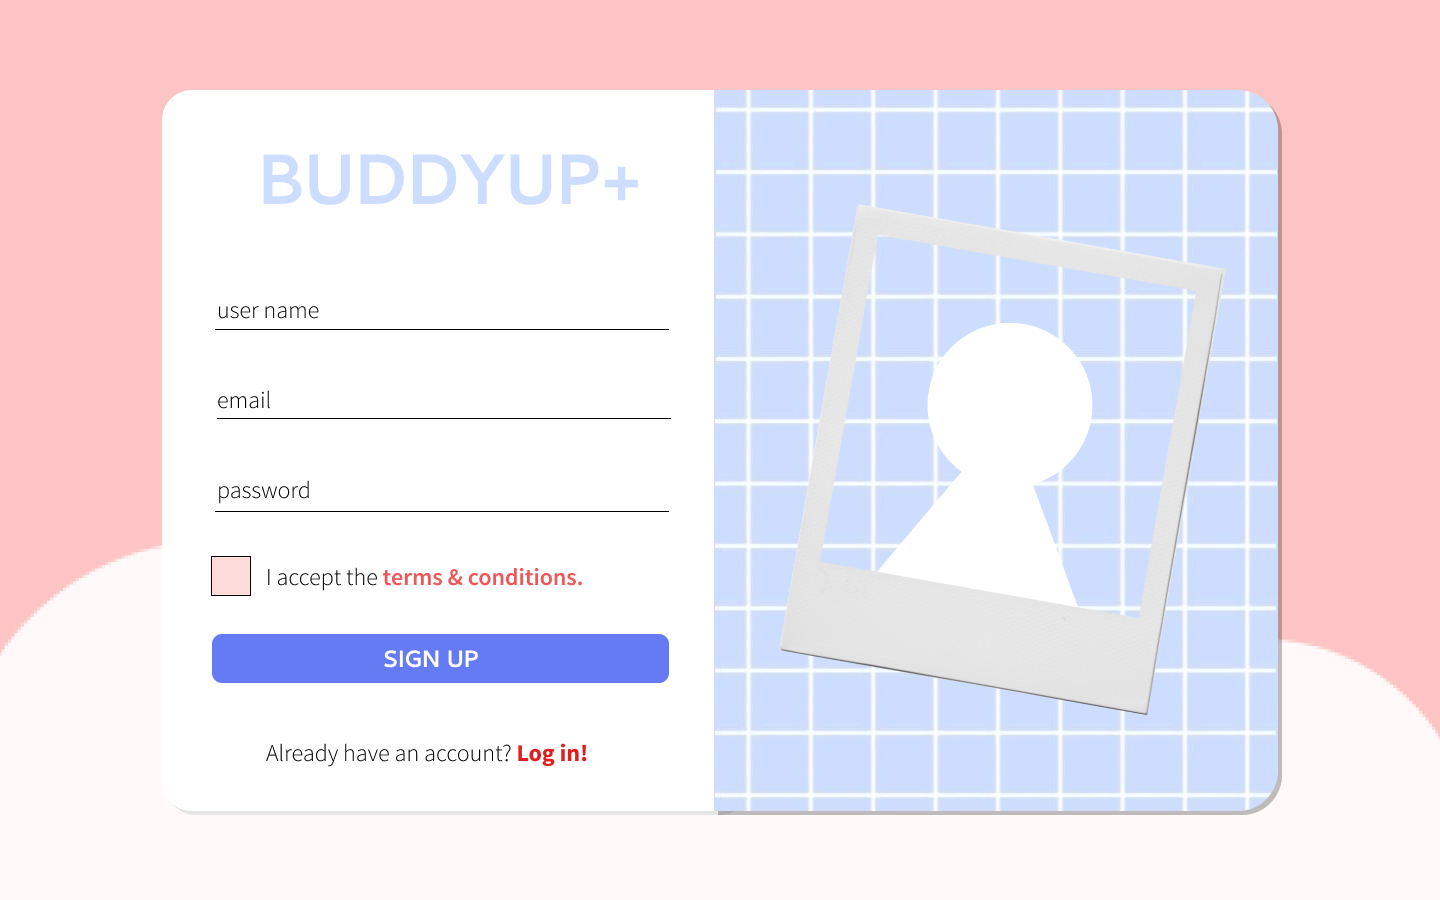 BUDDYUP+
user name
email
password
I accept the terms & conditions.
SIGN UP
Already have an account? Log in!